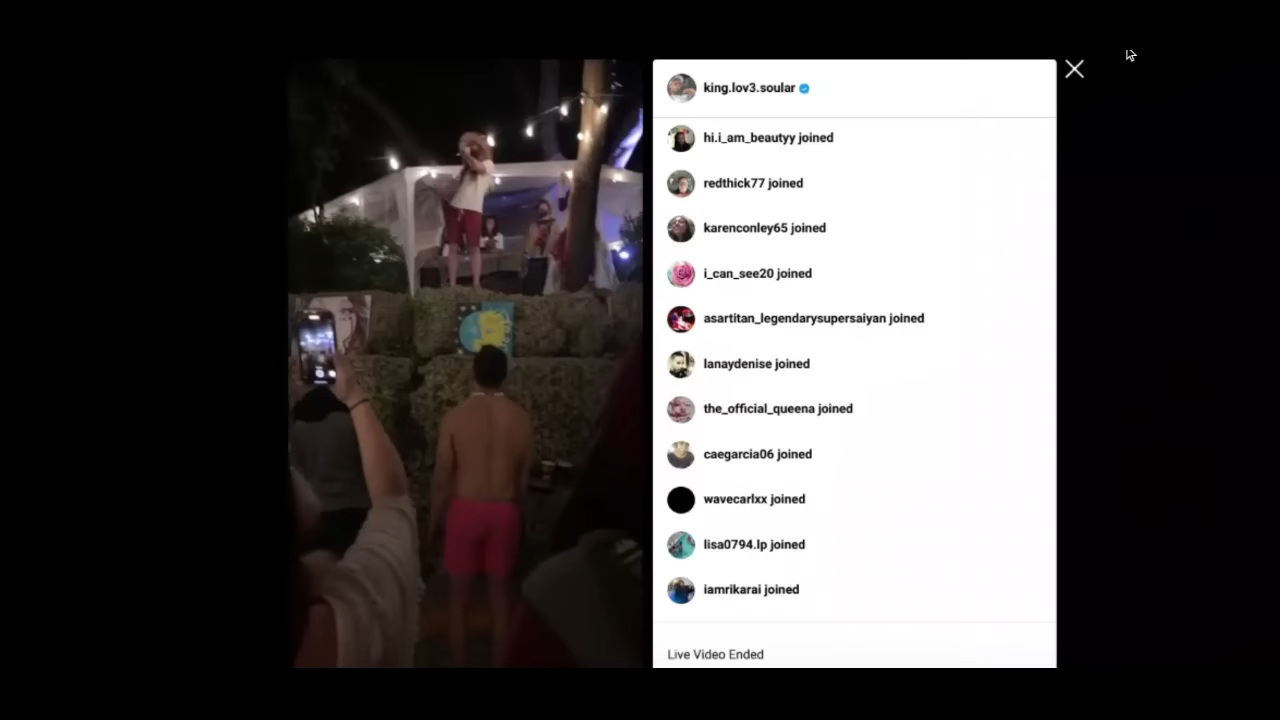 king.lov3.soular
hi.i_am_beautyy joined
redthick77 joined
karenconley65 joined
i_can_see20 joined
asartitan_legendarysupersaiyan joined
lanaydenise joined
the_official_queena joined
caegarcia06 joined
wavecarlxx joined
lisa0794.lp joined
iamrikarai joined
Live Video Ended